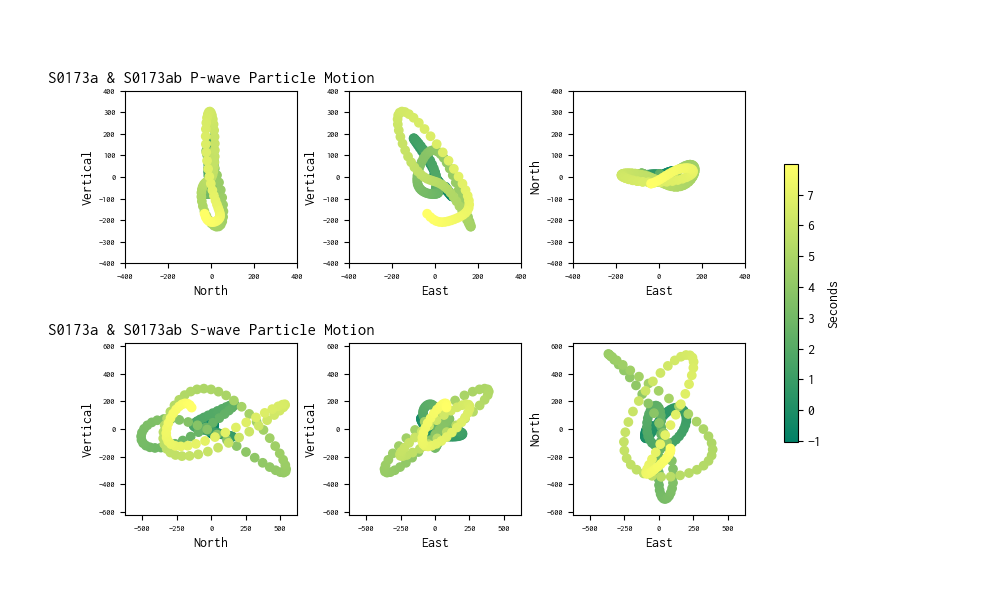 S0173a & S0173ab P-wave Particle Motion
400
300
200
100
0
−100
−200
−300
−400
Vertical
−400 −200 0 200 400
North
400
300
200
100
0
−100
−200
−300
−400
Vertical
−400 −200 0 200 400
East
400
300
200
100
0
−100
−200
−300
−400
North
−400 −200 0 200 400
East
S0173a & S0173ab S-wave Particle Motion
600
400
200
0
−200
−400
−600
Vertical
−500 −250 0 250 500
North
600
400
200
0
−200
−400
−600
Vertical
−500 −250 0 250 500
East
600
400
200
0
−200
−400
−600
North
−500 −250 0 250 500
East
7
6
5
4
3
2
1
0
−1
Seconds